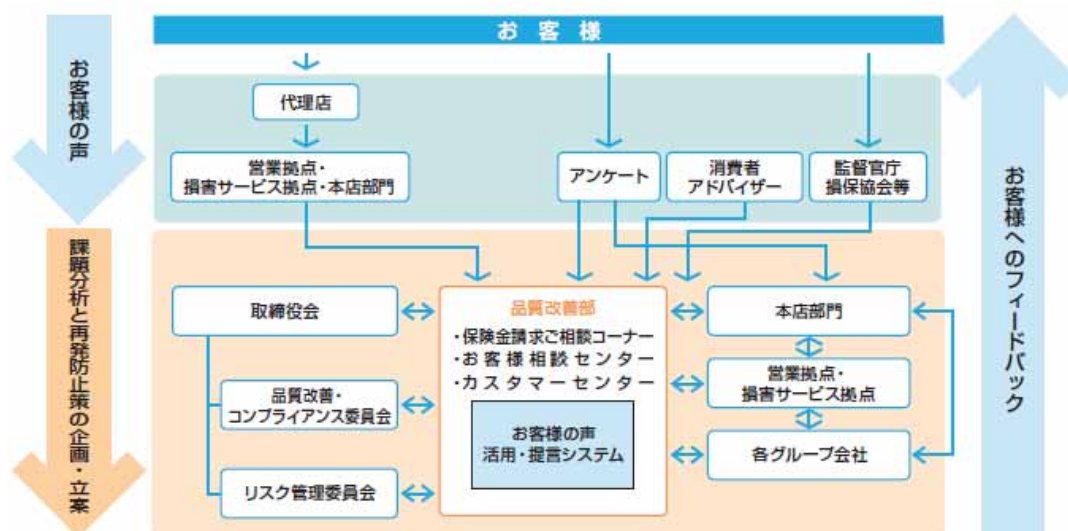 お客様
お客様の声
代理店
営業拠点・
損害サービス拠点・本店部門
アンケート
消費者
アドバイザー
監督官庁
損保協会等
課題分析と再発防止策の企画・立案
取締役会
品質改善・
コンプライアンス委員会
リスク管理委員会
品質改善部
・保険金請求ご相談コーナー
・お客様相談センター
・カスタマーセンター
お客様の声
活用・提言システム
本店部門
営業拠点・
損害サービス拠点
各グループ会社
お客様へのフィードバック